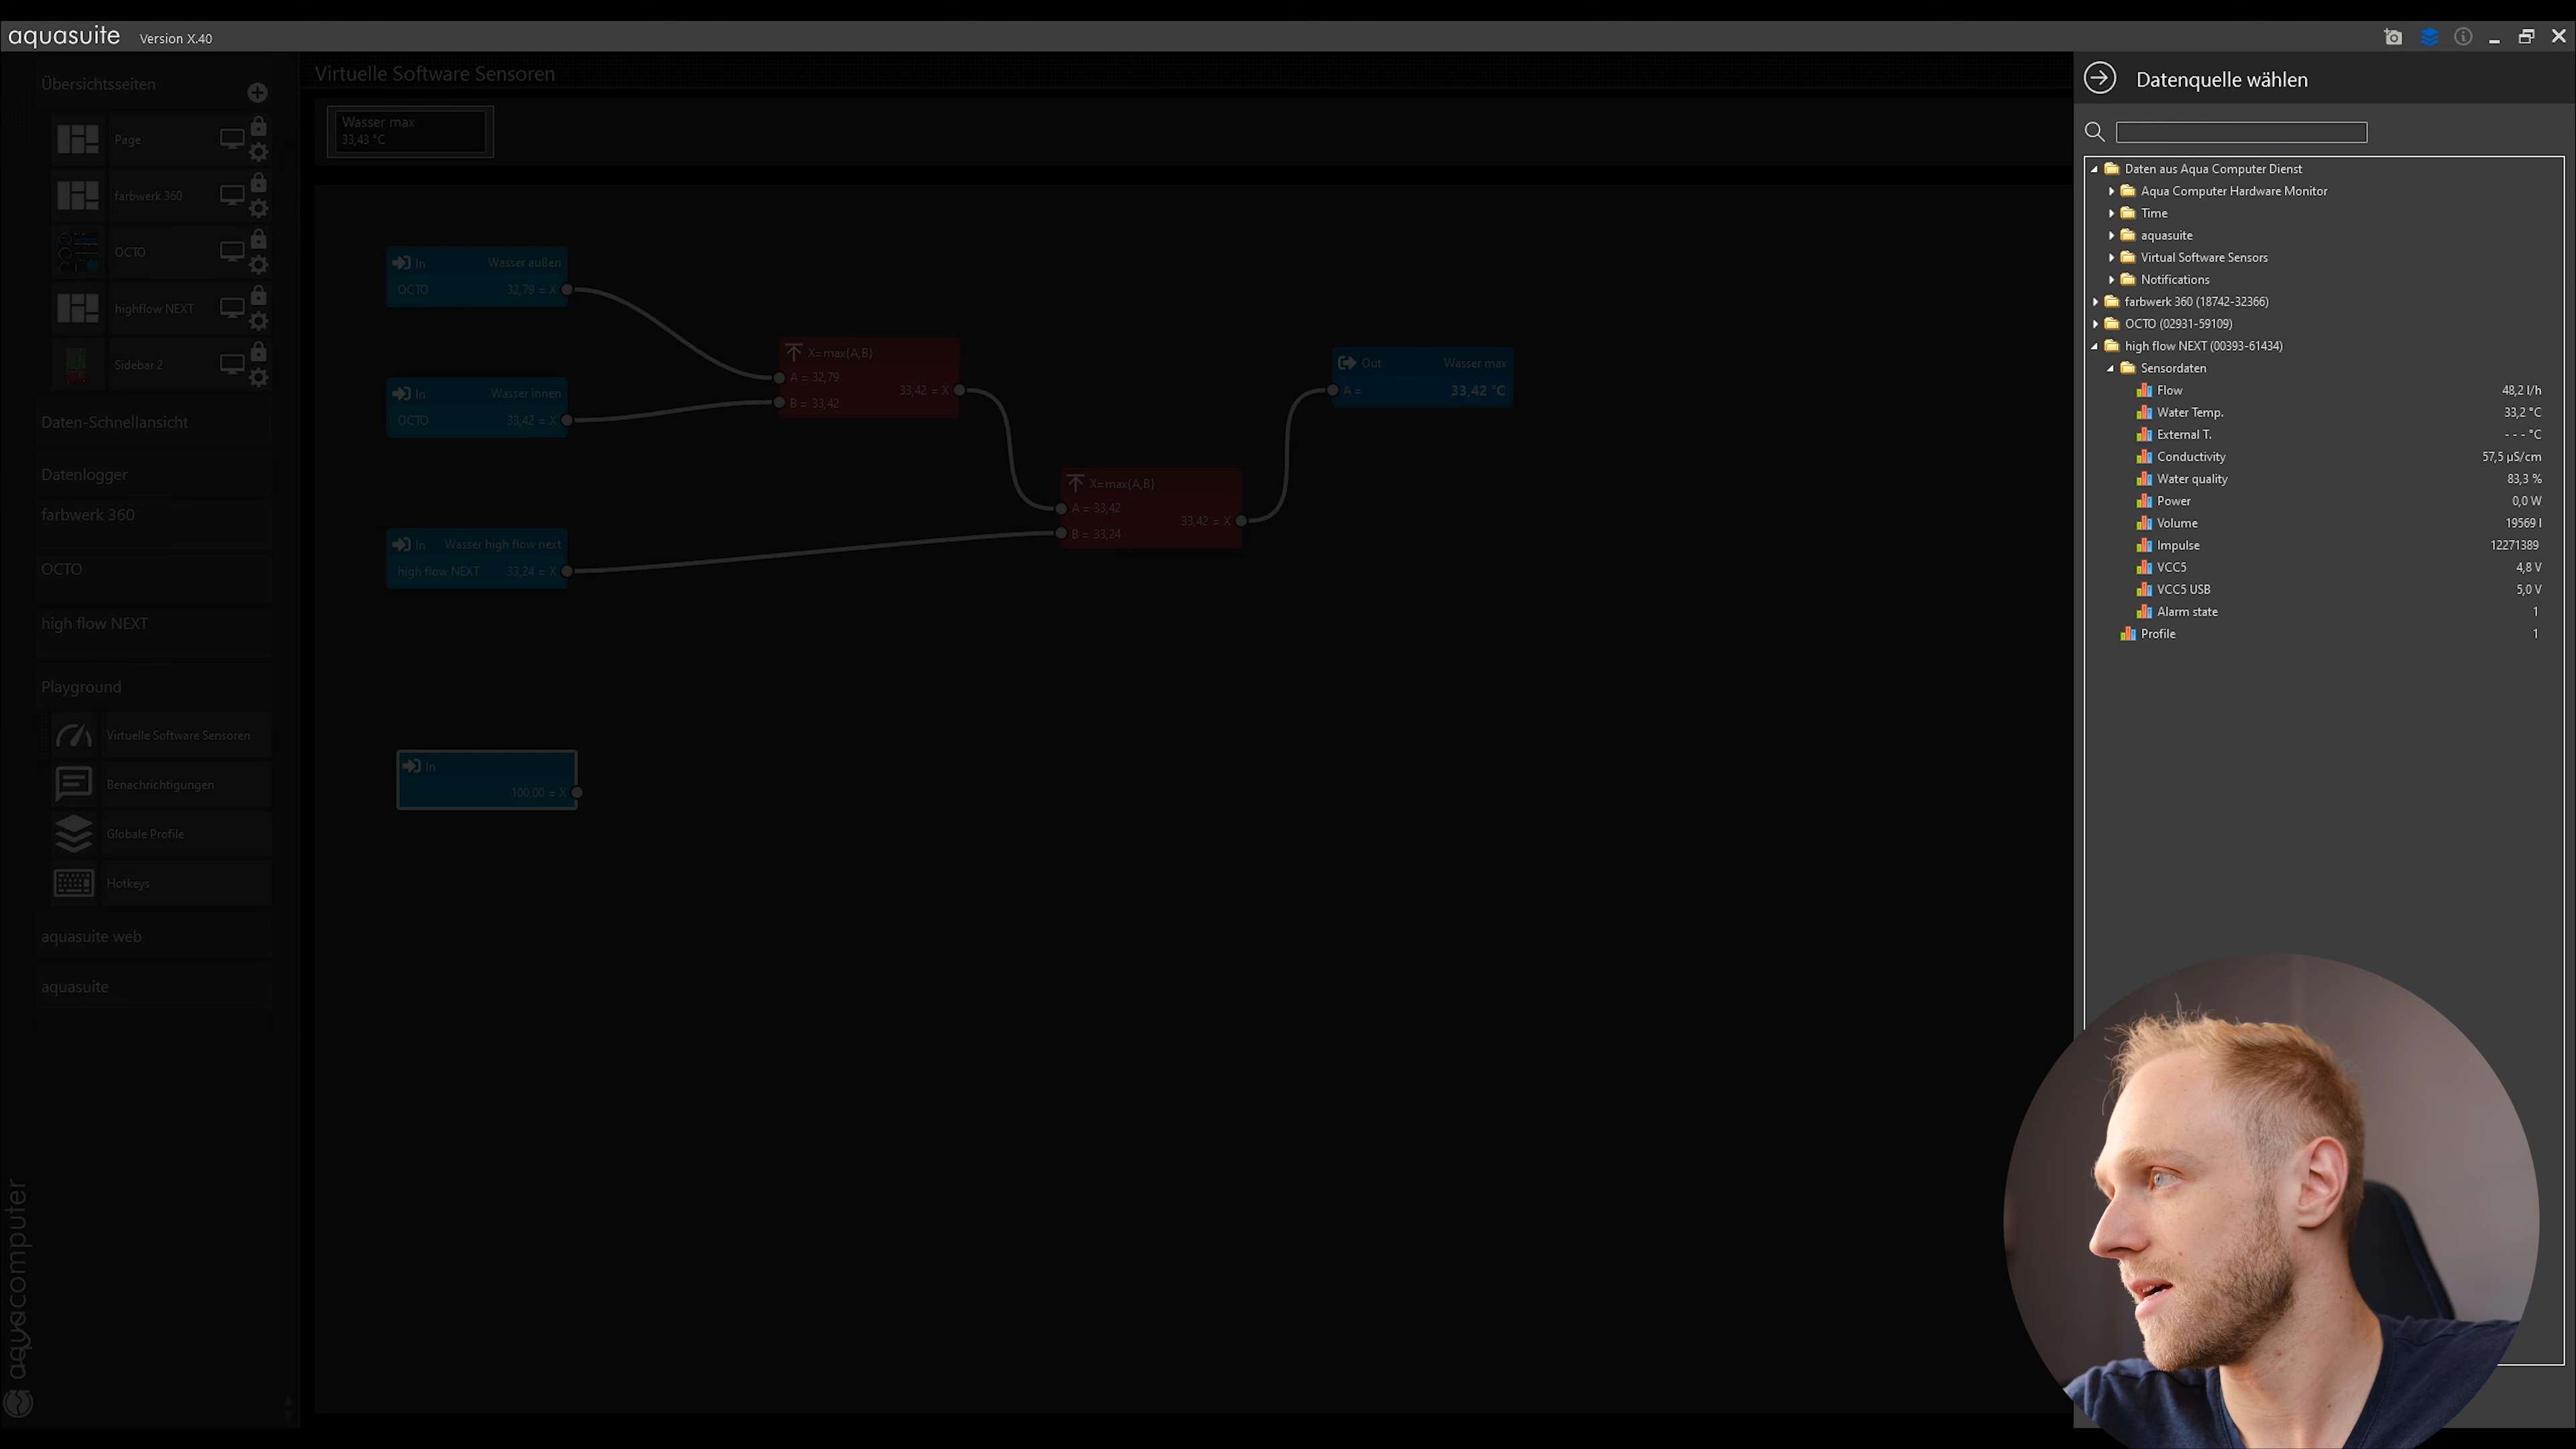 aquasuite Version X.40
Übersichtsseiten
Page
farbwerk 360
OCTO
highflow NEXT
Sidebar 2
Daten-Schnellansicht
Datenlogger
farbwerk 360
OCTO
high flow NEXT
Playground
Virtuelle Software Sensoren
Benachrichtigungen
Globale Profile
Hotkeys
aquasuite web
aquasuite
aquacomputer
Virtuelle Software Sensoren
Wasser max
33,43 °C
In Wasser außen
OCTO 32,79 = X
In Wasser innen
OCTO 33,42 = X
In Wasser high flow next
high flow NEXT 33,24 = X
X=max(A,B)
A = 32,79
33,42 = X
B = 33,42
X=max(A,B)
A = 33,42
33,42 = X
B = 33,24
Out Wasser max
A = 33,42 °C
In
100,00 = X
Datenquelle wählen
Daten aus Aqua Computer Dienst
Aqua Computer Hardware Monitor
Time
aquasuite
Virtual Software Sensors
Notifications
farbwerk 360 (18742-32366)
OCTO (02931-59109)
high flow NEXT (00393-61434)
Sensordaten
Flow 48,2 l/h
Water Temp. 33,2 °C
External T. - - - °C
Conductivity 57,5 µS/cm
Water quality 83,3 %
Power 0,0 W
Volume 19569 l
Impulse 12271389
VCC5 4,8 V
VCC5 USB 5,0 V
Alarm state 1
Profile 1